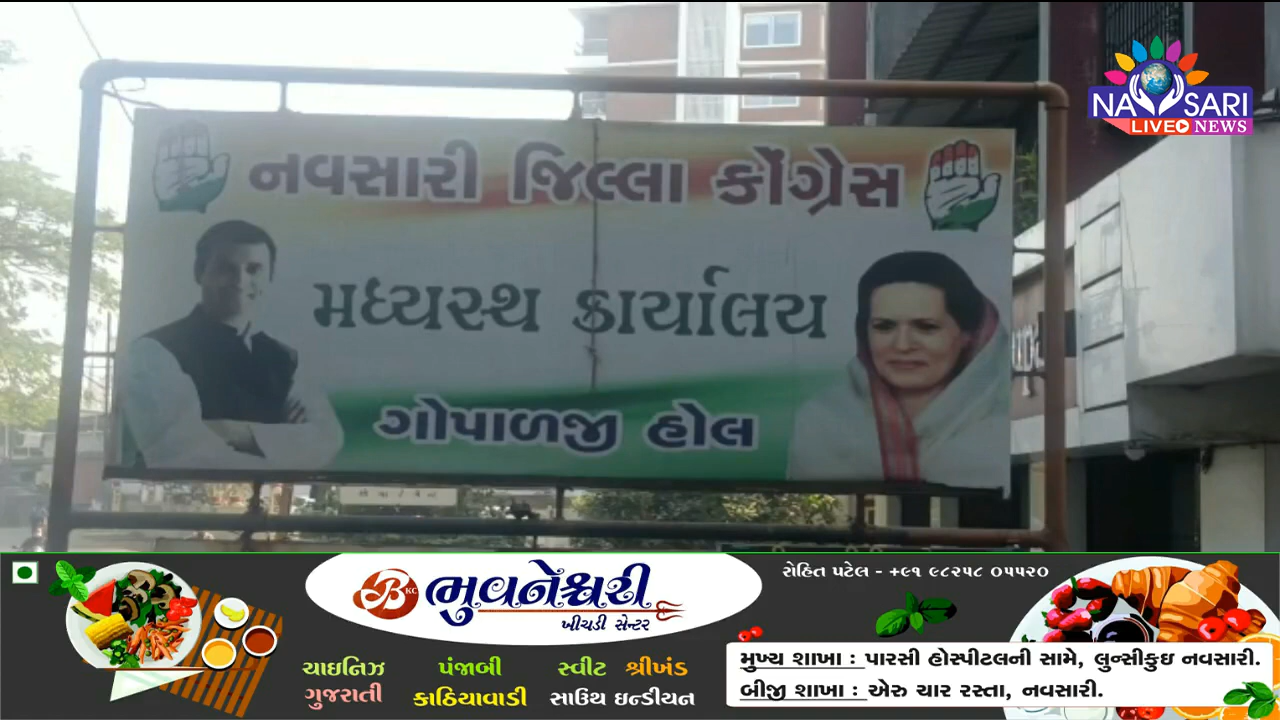 NAVSARI
LIVE NEWS
નવસારી જિલ્લા કોંગ્રેસ
મધ્યસ્થ કાર્યાલય
ગોપાળજી હોલ
KC
ભુવનેશ્વરી
ખીચડી સેન્ટર
રોહિત પટેલ - +૯૧ ૯૮૨૫૮ ૦૫૫૨૦
ચાઇનિઝ પંજાબી સ્વીટ શ્રીખંડ
ગુજરાતી કાઠિયાવાડી સાઉથ ઇન્ડીયન
મુખ્ય શાખા : પારસી હોસ્પીટલની સામે, લુન્સીકુઇ નવસારી.
બીજી શાખા : એરુ ચાર રસ્તા, નવસારી.